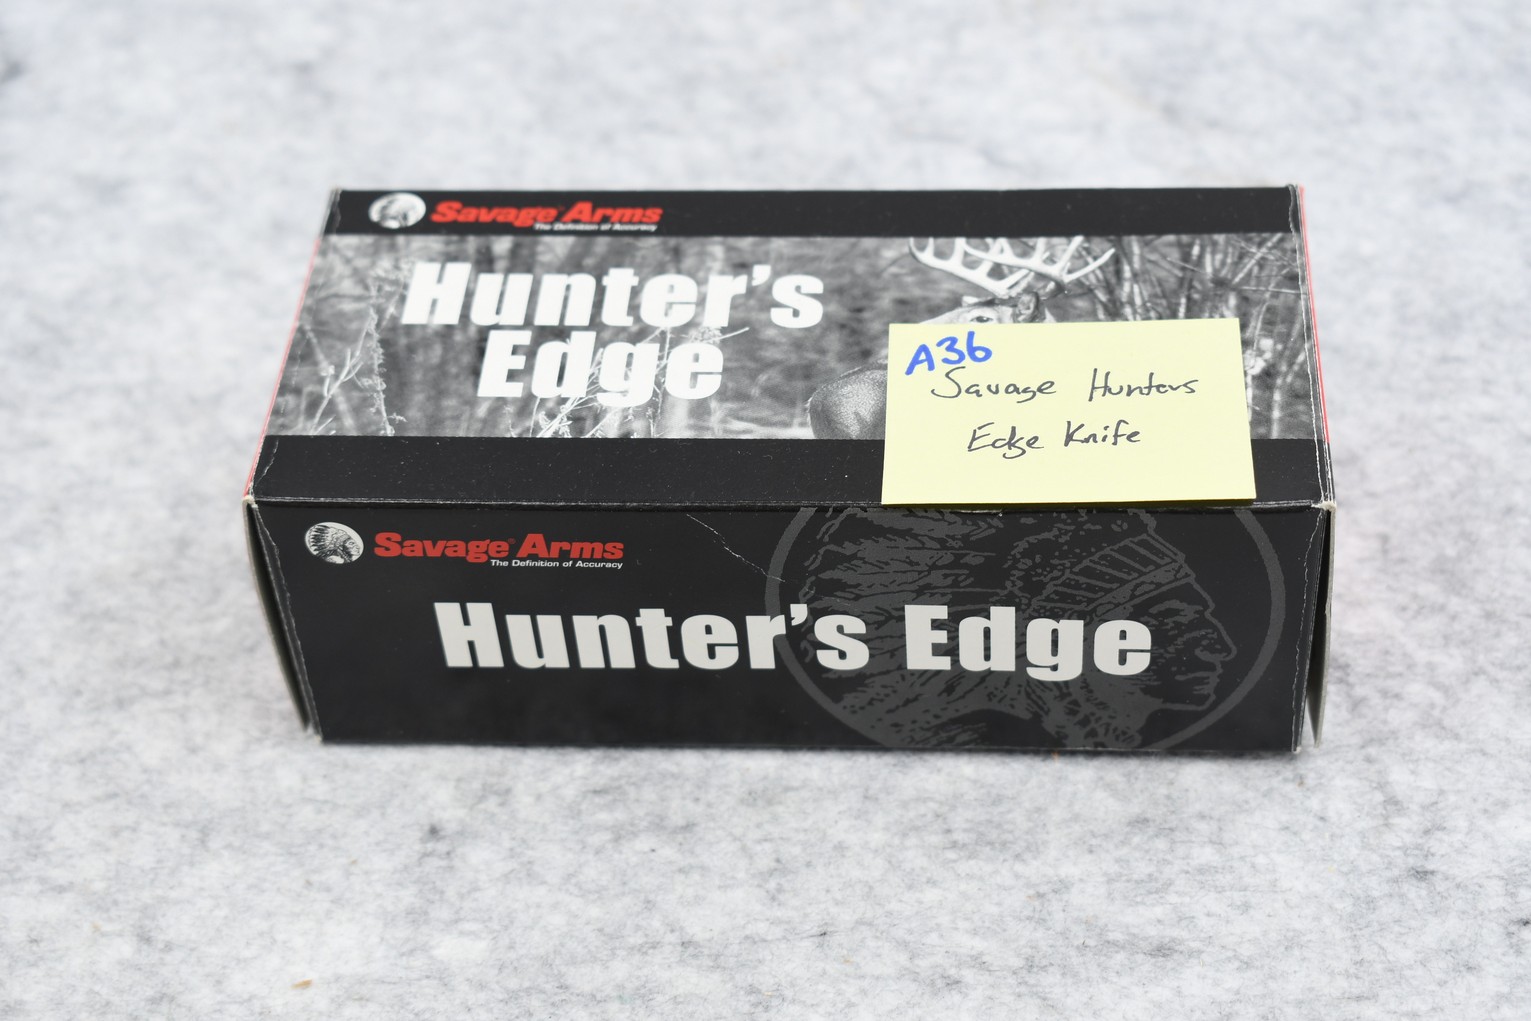 Savage® Arms
The Definition of Accuracy
Hunter's
Edge
A36
Savage Hunters
Edge Knife
Savage® Arms
The Definition of Accuracy
Hunter's Edge